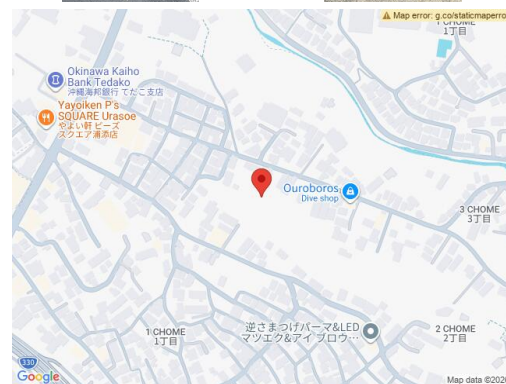 Map error: g.co/staticmaperro
CHOME
1丁目
Okinawa Kaiho
Bank Tedako
沖縄海邦銀行 てだこ支店
Yayoiken P's
SQUARE Urasoe
やよい軒 ピーズ
スクエア浦添店
Ouroboros
Dive shop
3 CHOME
3丁目
逆さまつげパーマ&LED
マツエク&アイブロウ…
1 CHOME
1丁目
2 CHOME
2丁目
330
Google
Map data ©2026